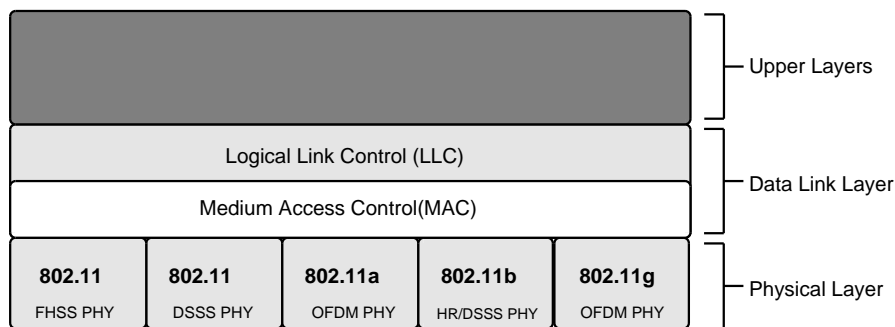 Upper Layers
Logical Link Control (LLC)
Data Link Layer
Medium Access Control(MAC)
802.11 802.11 802.11a 802.11b 802.11g
Physical Layer
FHSS PHY DSSS PHY OFDM PHY HR/DSSS PHY OFDM PHY